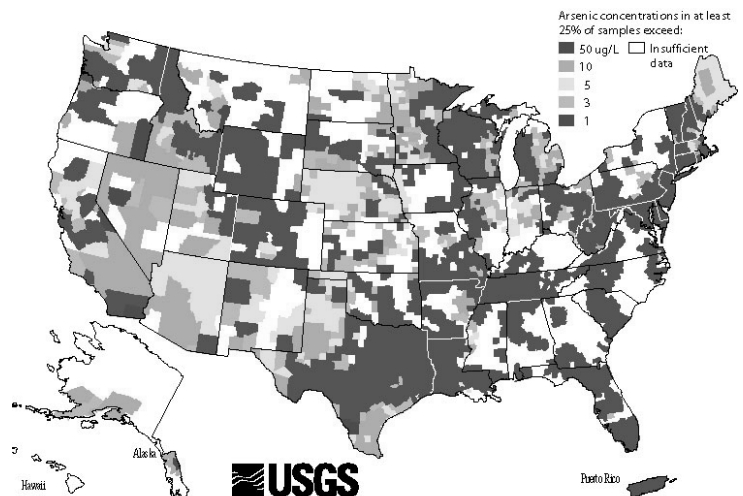 Arsenic concentrations in at least
25% of samples exceed:
50 ug/L
Insufficient
data
10
5
3
1
Alaska
Hawaii
USGS
Puerto Rico